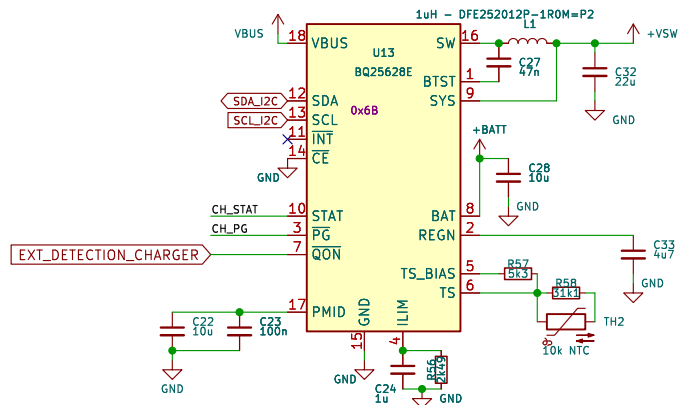 1uH - DFE252012P-1R0M=P2
L1
VBUS
+VSW
18 VBUS
SW 16
U13
BQ25628E
C27
47n
C32
22u
BTST 1
SDA_I2C
12 SDA
SYS 9
0x6B
SCL_I2C
13 SCL
GND
11 INT
+BATT
14 CE
GND
C28
10u
CH_STAT
10 STAT
BAT 8
GND
CH_PG
3 PG
REGN 2
EXT_DETECTION_CHARGER
7 QON
C33
4u7
TS_BIAS 5
R57
5k3
TS 6
R58
31k1
GND
17 PMID
C22
10u
C23
100n
GND
ILIM
TH2
15
4
10k NTC
GND
GND
C24
1u
R56
2k49
GND